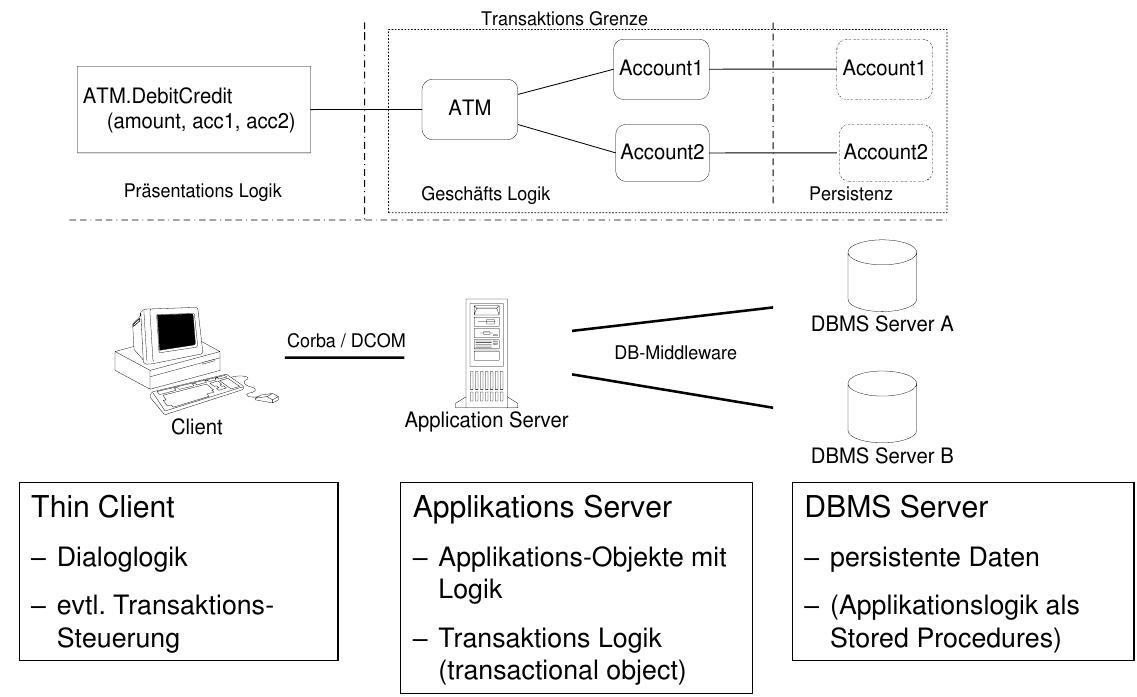 Transaktions Grenze
ATM.DebitCredit
(amount, acc1, acc2)
ATM
Account1
Account2
Account1
Account2
Präsentations Logik
Geschäfts Logik
Persistenz
Corba / DCOM
Client
Application Server
DB-Middleware
DBMS Server A
DBMS Server B
Thin Client
– Dialoglogik
– evtl. Transaktions-
Steuerung
Applikations Server
– Applikations-Objekte mit
Logik
– Transaktions Logik
(transactional object)
DBMS Server
– persistente Daten
– (Applikationslogik als
Stored Procedures)